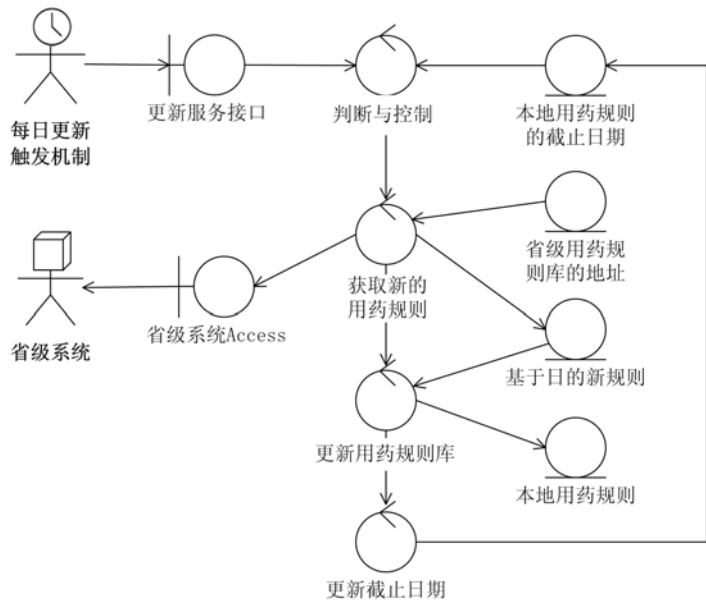 每日更新
触发机制
更新服务接口
判断与控制
本地用药规则
的截止日期
省级用药规
则库的地址
获取新的
用药规则
省级系统
省级系统Access
基于日的新规则
更新用药规则库
本地用药规则
更新截止日期